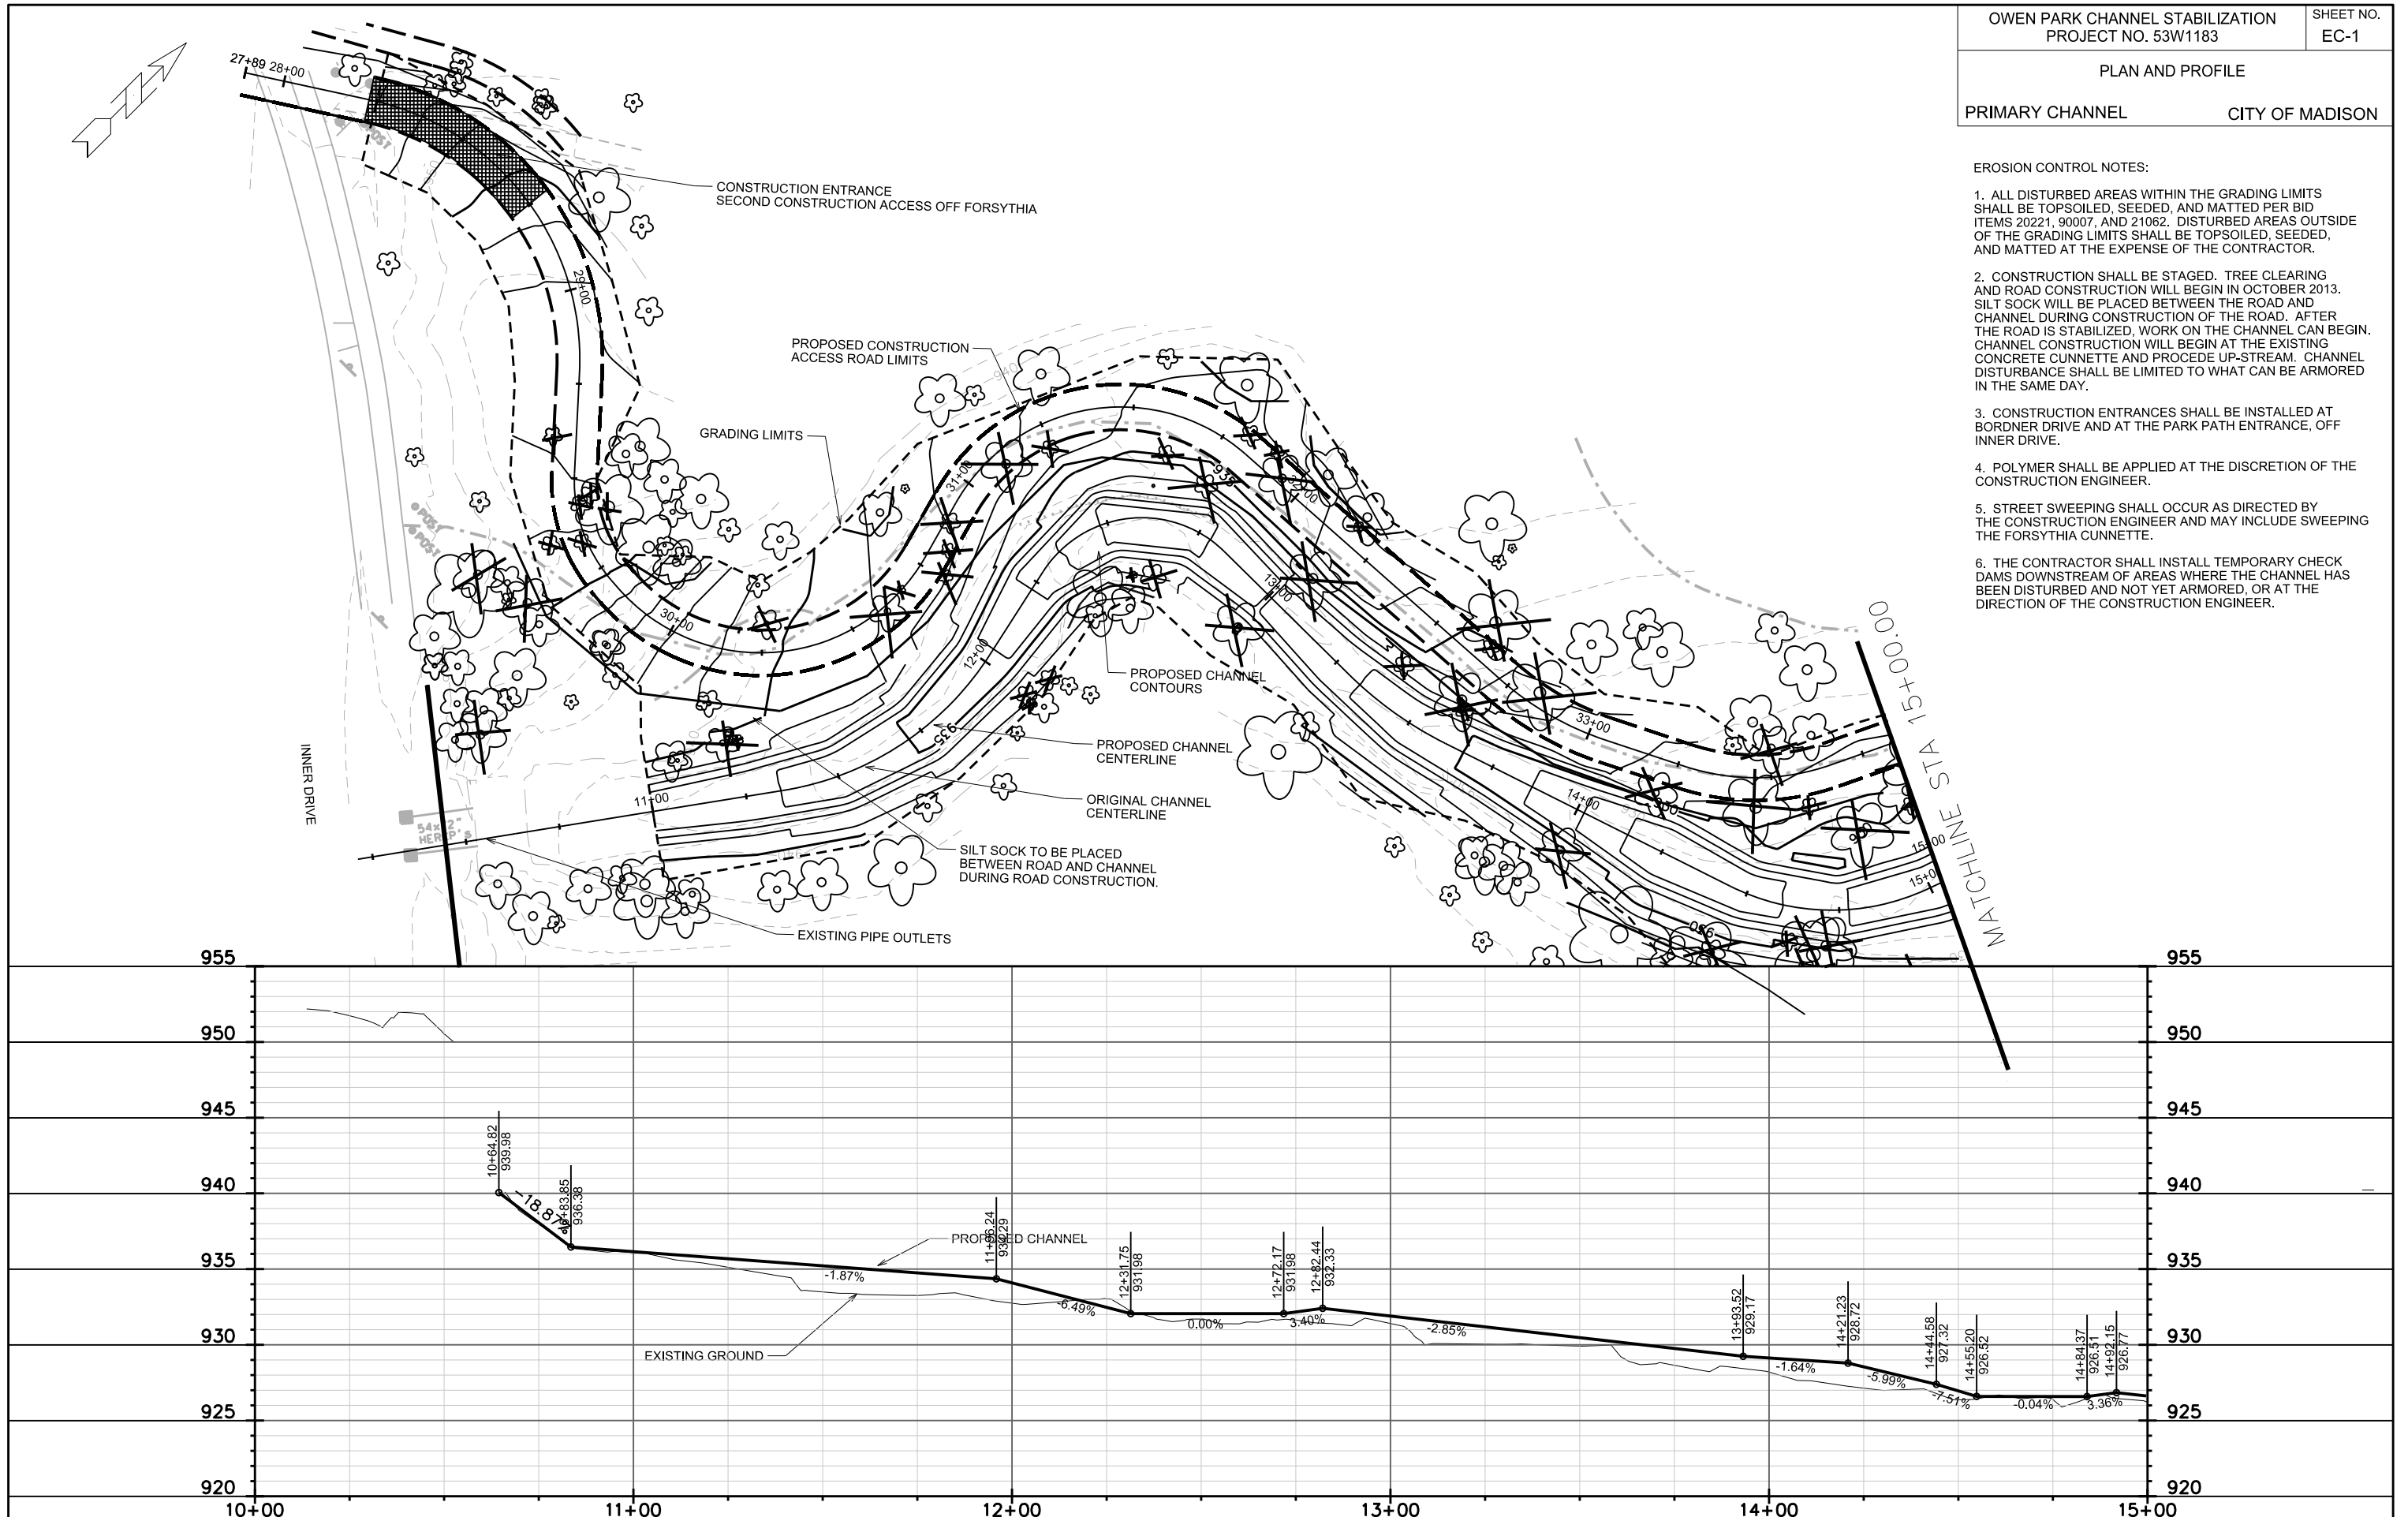 OWEN PARK CHANNEL STABILIZATION
PROJECT NO. 53W1183
SHEET NO.
EC-1
PLAN AND PROFILE
PRIMARY CHANNEL
CITY OF MADISON
EROSION CONTROL NOTES:
1. ALL DISTURBED AREAS WITHIN THE GRADING LIMITS
SHALL BE TOPSOILED, SEEDED, AND MATTED PER BID
ITEMS 20221, 90007, AND 21062. DISTURBED AREAS OUTSIDE
OF THE GRADING LIMITS SHALL BE TOPSOILED, SEEDED,
AND MATTED AT THE EXPENSE OF THE CONTRACTOR.
2. CONSTRUCTION SHALL BE STAGED. TREE CLEARING
AND ROAD CONSTRUCTION WILL BEGIN IN OCTOBER 2013.
SILT SOCK WILL BE PLACED BETWEEN THE ROAD AND
CHANNEL DURING CONSTRUCTION OF THE ROAD. AFTER
THE ROAD IS STABILIZED, WORK ON THE CHANNEL CAN BEGIN.
CHANNEL CONSTRUCTION WILL BEGIN AT THE EXISTING
CONCRETE CUNNETTE AND PROCEDE UP-STREAM. CHANNEL
DISTURBANCE SHALL BE LIMITED TO WHAT CAN BE ARMORED
IN THE SAME DAY.
3. CONSTRUCTION ENTRANCES SHALL BE INSTALLED AT
BORDNER DRIVE AND AT THE PARK PATH ENTRANCE, OFF
INNER DRIVE.
4. POLYMER SHALL BE APPLIED AT THE DISCRETION OF THE
CONSTRUCTION ENGINEER.
5. STREET SWEEPING SHALL OCCUR AS DIRECTED BY
THE CONSTRUCTION ENGINEER AND MAY INCLUDE SWEEPING
THE FORSYTHIA CUNNETTE.
6. THE CONTRACTOR SHALL INSTALL TEMPORARY CHECK
DAMS DOWNSTREAM OF AREAS WHERE THE CHANNEL HAS
BEEN DISTURBED AND NOT YET ARMORED, OR AT THE
DIRECTION OF THE CONSTRUCTION ENGINEER.
27+89 28+00
POST
CONSTRUCTION ENTRANCE
SECOND CONSTRUCTION ACCESS OFF FORSYTHIA
29+00
PROPOSED CONSTRUCTION
ACCESS ROAD LIMITS
940
GRADING LIMITS
31+00
935
32+00
POST
POST
30+00
13+00
12+00
PROPOSED CHANNEL
CONTOURS
33+00
MATCHLINE STA 15+00.00
935
PROPOSED CHANNEL
CENTERLINE
INNER DRIVE
11+00
ORIGINAL CHANNEL
CENTERLINE
14+00
930
15+00
HERCP'S
SILT SOCK TO BE PLACED
BETWEEN ROAD AND CHANNEL
DURING ROAD CONSTRUCTION.
EXISTING PIPE OUTLETS
930
955
955
950
950
945
945
940
940
935
935
930
930
925
925
920
920
10+64.82
939.98
-18.87%
936.38
-1.87%
PROPOSED CHANNEL
-6.49%
12+31.75
931.98
0.00%
12+72.17
931.98
3.40%
12+82.44
932.33
-2.85%
13+93.52
929.17
-1.64%
14+21.23
928.72
-5.99%
14+44.58
927.32
-7.51%
14+55.20
926.52
-0.04%
14+84.37
926.51
3.36%
14+92.15
926.77
EXISTING GROUND
10+00
11+00
12+00
13+00
14+00
15+00